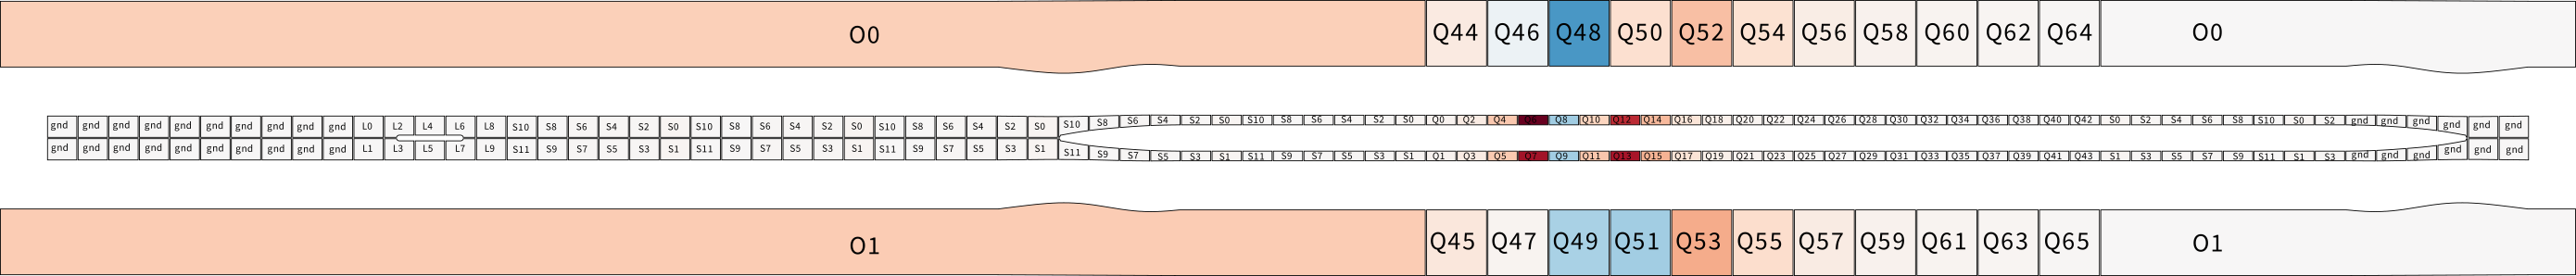 O0 Q44 Q46 Q48 Q50 Q52 Q54 Q56 Q58 Q60 Q62 Q64 O0
gnd gnd gnd gnd gnd gnd gnd gnd gnd gnd L0 L2 L4 L6 L8 S10 S8 S6 S4 S2 S0 S10 S8 S6 S4 S2 S0 S10 S8 S6 S4 S2 S0 S10 S8 S6 S4 S2 S0 S10 S8 S6 S4 S2 S0 Q0 Q2 Q4 Q6 Q8 Q10 Q12 Q14 Q16 Q18 Q20 Q22 Q24 Q26 Q28 Q30 Q32 Q34 Q36 Q38 Q40 Q42 S0 S2 S4 S6 S8 S10 S0 S2 gnd gnd gnd gnd gnd gnd
gnd gnd gnd gnd gnd gnd gnd gnd gnd gnd L1 L3 L5 L7 L9 S11 S9 S7 S5 S3 S1 S11 S9 S7 S5 S3 S1 S11 S9 S7 S5 S3 S1 S11 S9 S7 S5 S3 S1 S11 S9 S7 S5 S3 S1 Q1 Q3 Q5 Q7 Q9 Q11 Q13 Q15 Q17 Q19 Q21 Q23 Q25 Q27 Q29 Q31 Q33 Q35 Q37 Q39 Q41 Q43 S1 S3 S5 S7 S9 S11 S1 S3 gnd gnd gnd gnd gnd gnd
O1 Q45 Q47 Q49 Q51 Q53 Q55 Q57 Q59 Q61 Q63 Q65 O1